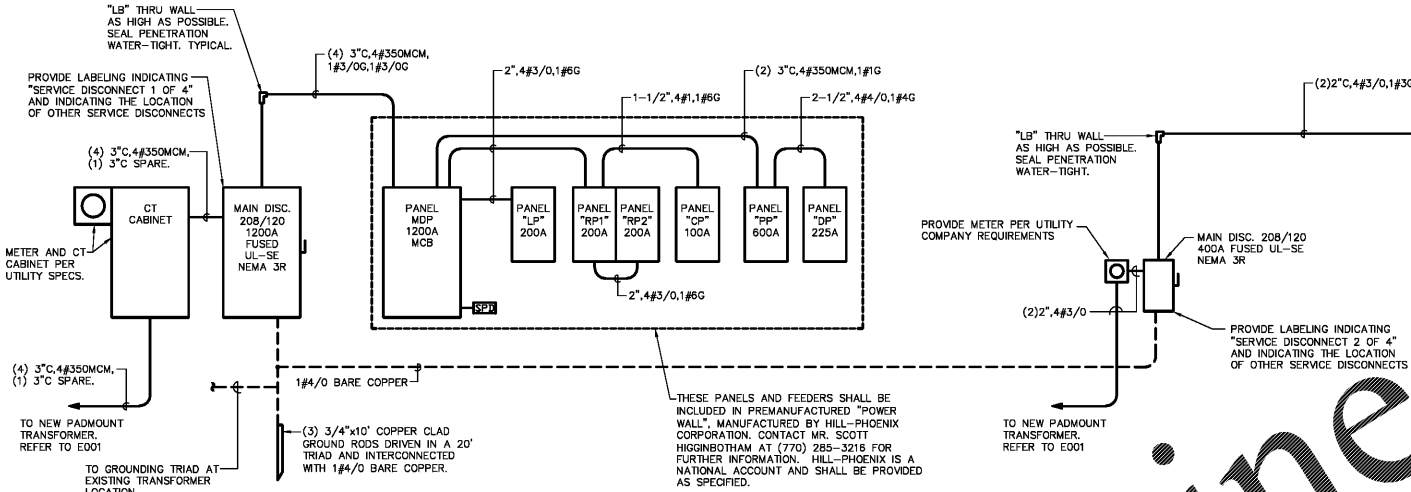 "LB" THRU WALL
AS HIGH AS POSSIBLE.
SEAL PENETRATION
WATER-TIGHT. TYPICAL.
PROVIDE LABELING INDICATING
"SERVICE DISCONNECT 1 OF 4"
AND INDICATING THE LOCATION
OF OTHER SERVICE DISCONNECTS
(4) 3"C,4#350MCM,
(1) 3"C SPARE.
(4) 3"C,4#350MCM,
1#3/0G,1#3/0G
2",4#3/0,1#6G
1-1/2",4#1,1#6G
(2) 3"C,4#350MCM,1#1G
2-1/2",4#4/0,1#4G
CT
CABINET
MAIN DISC.
208/120
1200A
FUSED
UL-SE
NEMA 3R
METER AND CT
CABINET PER
UTILITY SPECS.
PANEL
MDP
1200A
MCB
PANEL
"LP"
200A
PANEL
"RP1"
200A
PANEL
"RP2"
200A
PANEL
"CP"
100A
PANEL
"PP"
600A
PANEL
"DP"
225A
2",4#3/0,1#6G
SPD
(4) 3"C,4#350MCM,
(1) 3"C SPARE.
TO NEW PADMOUNT
TRANSFORMER.
REFER TO E001
1#4/0 BARE COPPER
(3) 3/4"x10' COPPER CLAD
GROUND RODS DRIVEN IN A 20'
TRIAD AND INTERCONNECTED
WITH 1#4/0 BARE COPPER.
TO GROUNDING TRIAD AT
EXISTING TRANSFORMER
LOCATION
THESE PANELS AND FEEDERS SHALL BE
INCLUDED IN PREMANUFACTURED "POWER
WALL", MANUFACTURED BY HILL-PHOENIX
CORPORATION. CONTACT MR. SCOTT
HIGGINBOTHAM AT (770) 285-3216 FOR
FURTHER INFORMATION. HILL-PHOENIX IS A
NATIONAL ACCOUNT AND SHALL BE PROVIDED
AS SPECIFIED.
(2)2"C,4#3/0,1#3G
"LB" THRU WALL
AS HIGH AS POSSIBLE.
SEAL PENETRATION
WATER-TIGHT.
PROVIDE METER PER UTILITY
COMPANY REQUIREMENTS
MAIN DISC. 208/120
400A FUSED UL-SE
NEMA 3R
(2)2",4#3/0
PROVIDE LABELING INDICATING
"SERVICE DISCONNECT 2 OF 4"
AND INDICATING THE LOCATION
OF OTHER SERVICE DISCONNECTS
TO NEW PADMOUNT
TRANSFORMER.
REFER TO E001
ine